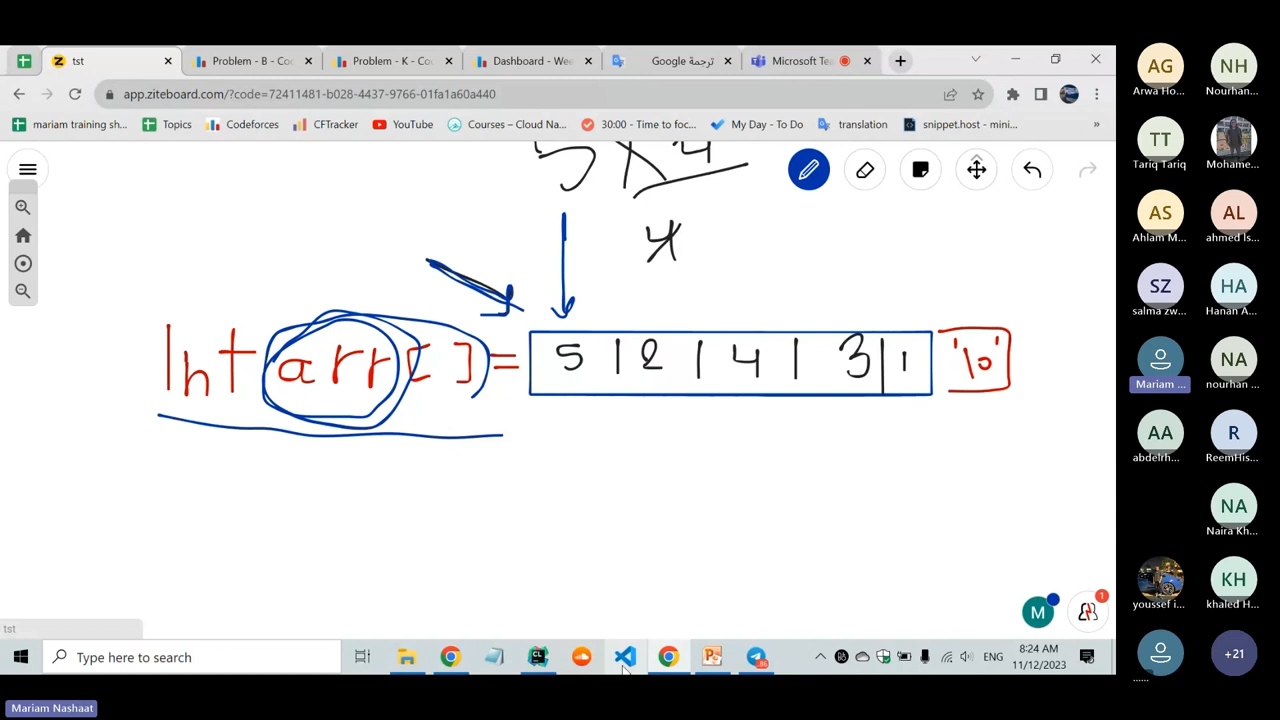 tst
Problem - B - Co
Problem - K - Co
Dashboard - We
ترجمة Google
Microsoft Te
app.ziteboard.com/?code=72411481-b028-4437-9766-01fa1a60a440
mariam training sh...
Topics
Codeforces
CFTracker
YouTube
Courses – Cloud Na...
30:00 - Time to foc...
My Day - To Do
translation
snippet.host - mini...
»
5 4
4
Int arr[] = 5 | 2 | 4 | 3 | 1 '\0'
M
1
tst
Type here to search
86
ENG
8:24 AM
11/12/2023
AG
Arwa Ho...
NH
Nourhan...
TT
Tariq Tariq
Mohame...
AS
Ahlam M...
AL
ahmed Is...
SZ
salma zw...
HA
Hanan A...
Mariam ...
NA
nourhan ...
AA
abdelrh...
R
ReemHis...
NA
Naira Kh...
youssef i...
KH
khaled H...
......
+21
Mariam Nashaat